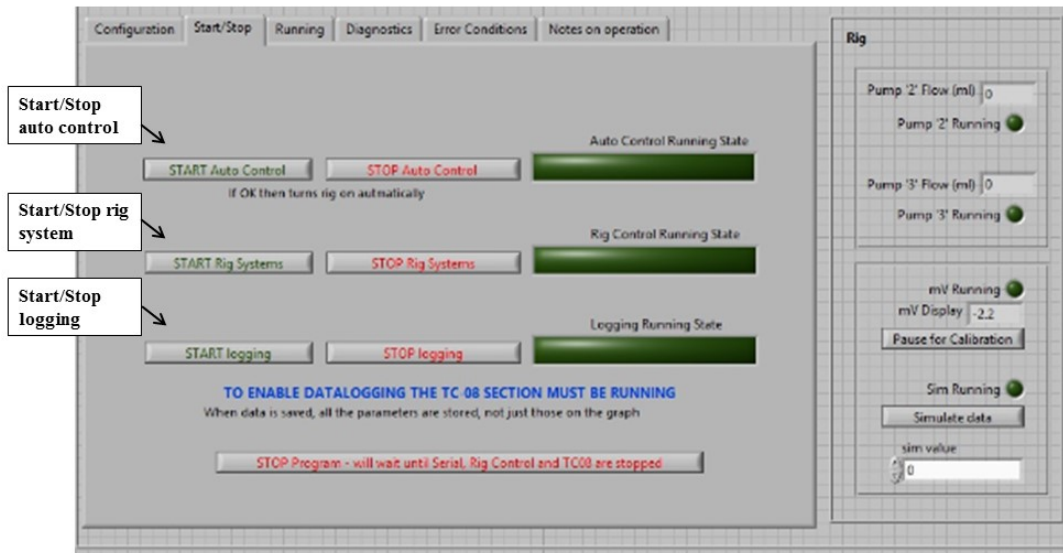 Configuration
Start/Stop
Running
Diagnostics
Error Conditions
Notes on operation
Start/Stop
auto control
Auto Control Running State
START Auto Control
STOP Auto Control
If OK then turns rig on autmatically
Start/Stop rig
system
Rig Control Running State
START Rig Systems
STOP Rig Systems
Start/Stop
logging
Logging Running State
START logging
STOP logging
TO ENABLE DATALOGGING THE TC-08 SECTION MUST BE RUNNING
When data is saved, all the parameters are stored, not just those on the graph
STOP Program - will wait until Serial, Rig Control and TC08 are stopped
Rig
Pump '2' Flow (ml)
0
Pump '2' Running
Pump '3' Flow (ml)
0
Pump '3' Running
mV Running
mV Display
-2.2
Pause for Calibration
Sim Running
Simulate data
sim value
0